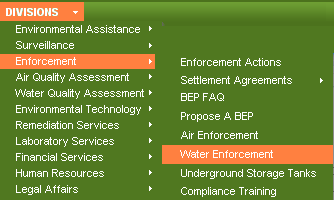 DIVISIONS
Environmental Assistance
Surveillance
Enforcement
Air Quality Assessment
Water Quality Assessment
Environmental Technology
Remediation Services
Laboratory Services
Financial Services
Human Resources
Legal Affairs
Enforcement Actions
Settlement Agreements
BEP FAQ
Propose A BEP
Air Enforcement
Water Enforcement
Underground Storage Tanks
Compliance Training